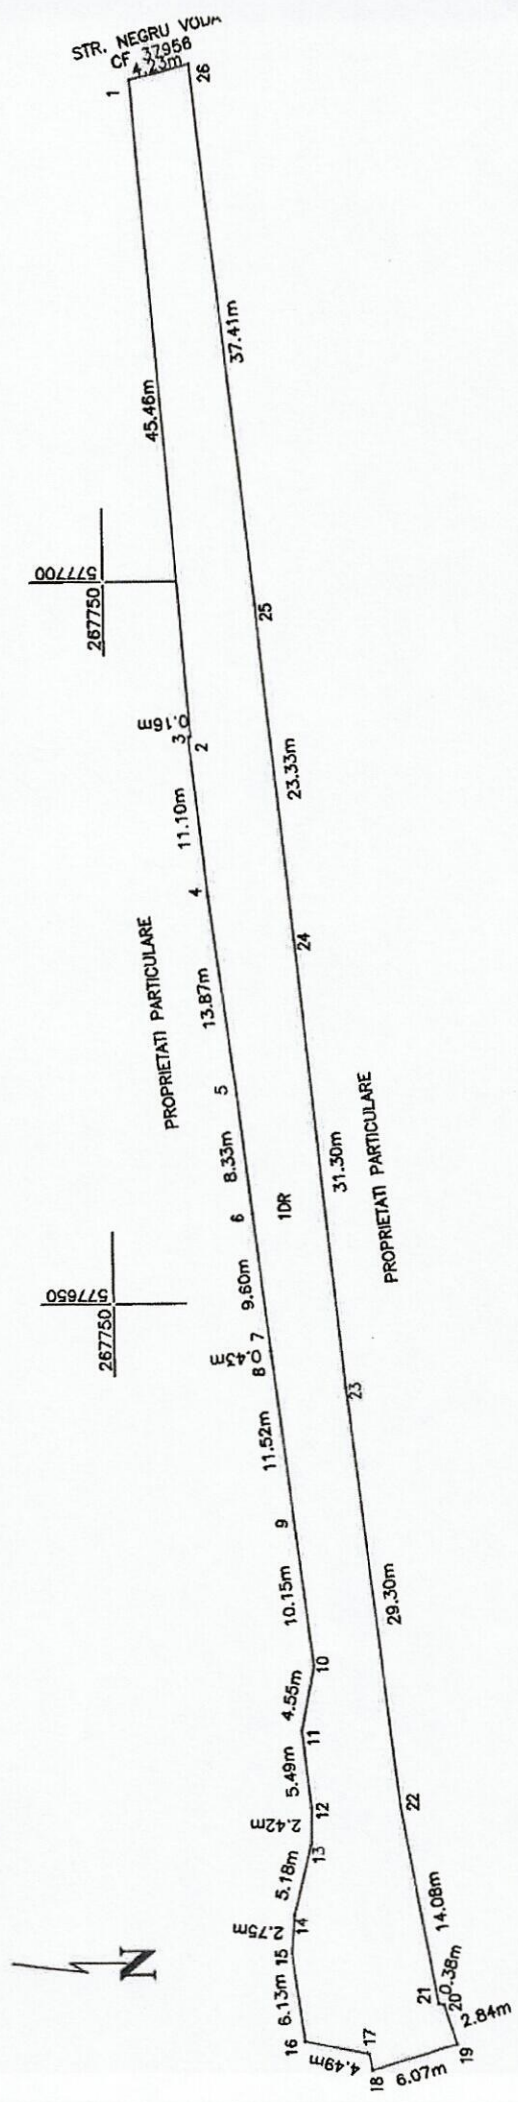 STR. NEGRU VODA
CF 37956
4.23m
1
26
45.46m
37.41m
577700
267750
25
0.16m
3
2
23.33m
11.10m
4
24
13.87m
PROPRIETATI PARTICULARE
5
8.33m
31.30m
PROPRIETATI PARTICULARE
6
1DR
9.60m
577650
267750
7
0.43m
8
23
11.52m
9
10.15m
29.30m
10
4.55m
11
5.49m
12
22
2.42m
13
5.18m
14
2.75m
15
14.08m
6.13m
0.38m
21
20
16
17
2.84m
4.49m
18
6.07m
19
N